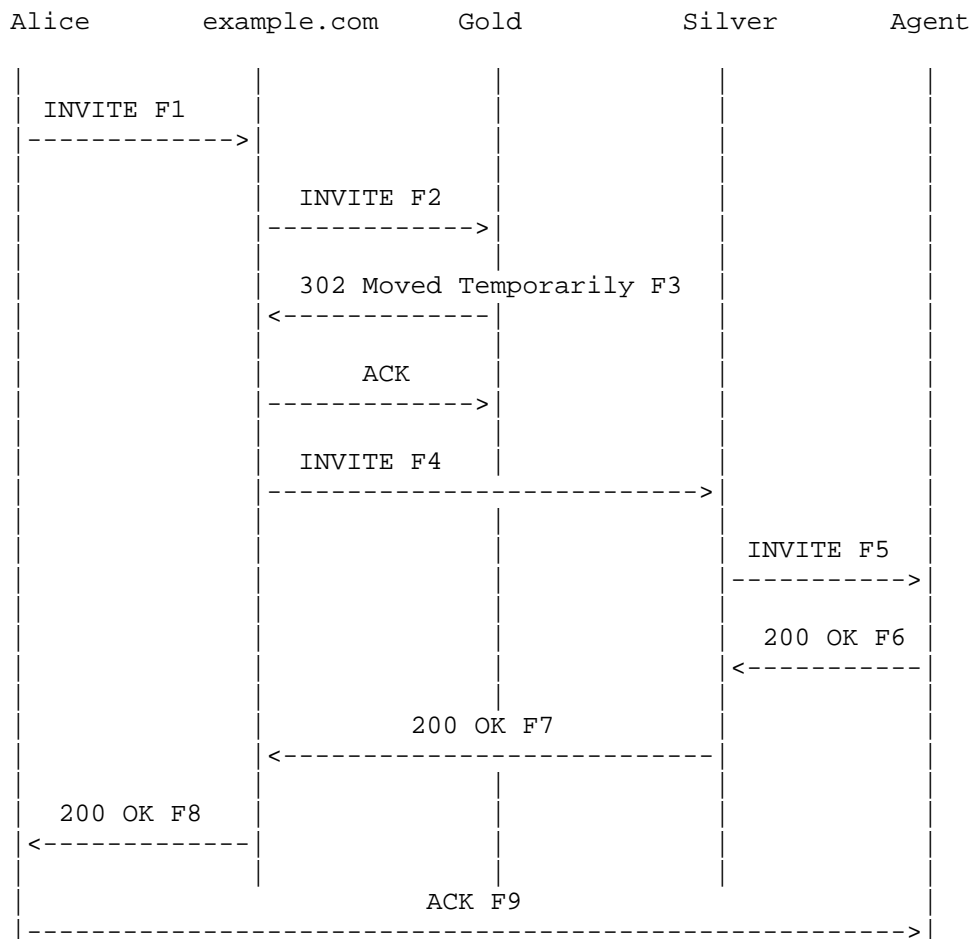 Alice example.com Gold Silver Agent
INVITE F1
INVITE F2
302 Moved Temporarily F3
ACK
INVITE F4
INVITE F5
200 OK F6
200 OK F7
200 OK F8
ACK F9